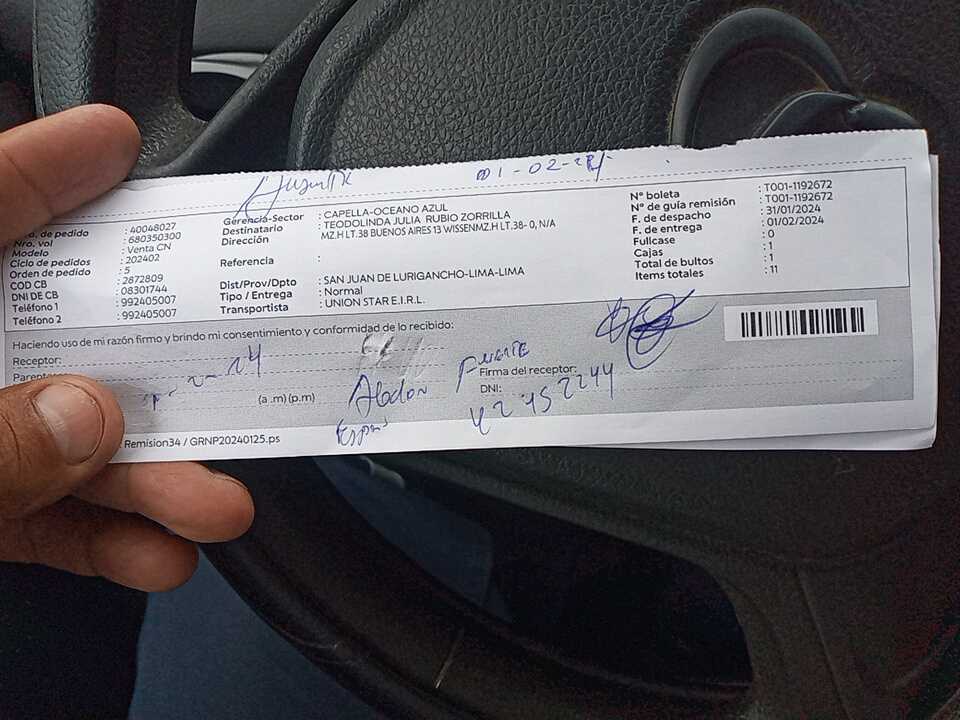 01-02-24
de pedido : 40048027
Nro. vol : 680350300
Modelo : Venta CN
Ciclo de pedidos : 202402
Orden de pedido : 5
COD CB : 2872809
DNI DE CB : 08301744
Teléfono 1 : 992405007
Teléfono 2 : 992405007
Gerencia-Sector : CAPELLA-OCEANO AZUL
Destinatario : TEODOLINDA JULIA RUBIO ZORRILLA
Dirección MZ.H LT.38 BUENOS AIRES 13 WISSENMZ.H LT.38- 0, N/A
Referencia :
Dist/Prov/Dpto : SAN JUAN DE LURIGANCHO-LIMA-LIMA
Tipo / Entrega : Normal
Transportista : UNION STAR E.I.R.L.
N° boleta : T001-1192672
N° de guía remisión : T001-1192672
F. de despacho : 31/01/2024
F. de entrega : 01/02/2024
Fullcase : 0
Cajas : 1
Total de bultos : 1
Items totales : 11
Haciendo uso de mi razón firmo y brindo mi consentimiento y conformidad de lo recibido:
Receptor:
(a .m) (p.m)
Firma del receptor:
DNI: 42152244
Remision34 / GRNP20240125.ps